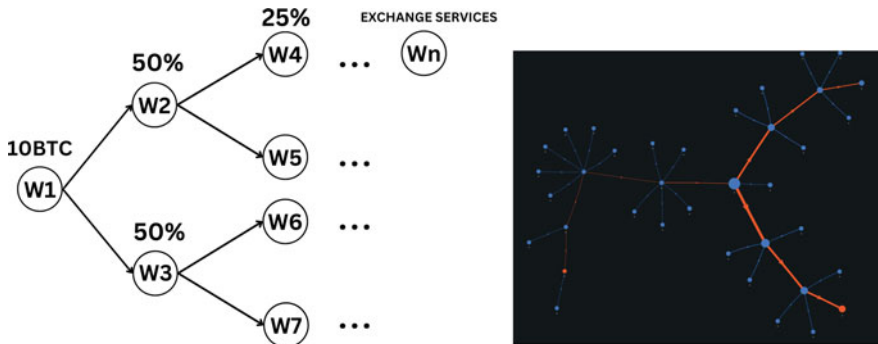 25%
EXCHANGE SERVICES
W4
...
Wn
50%
W2
10BTC
W5
...
W1
50%
W6
...
W3
W7
...